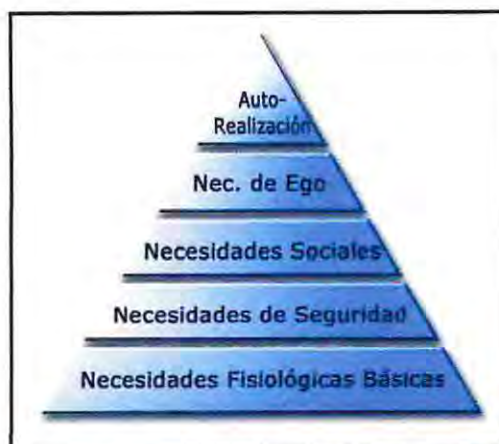 Auto-
Realización
Nec. de Ego
Necesidades Sociales
Necesidades de Seguridad
Necesidades Fisiológicas Básicas